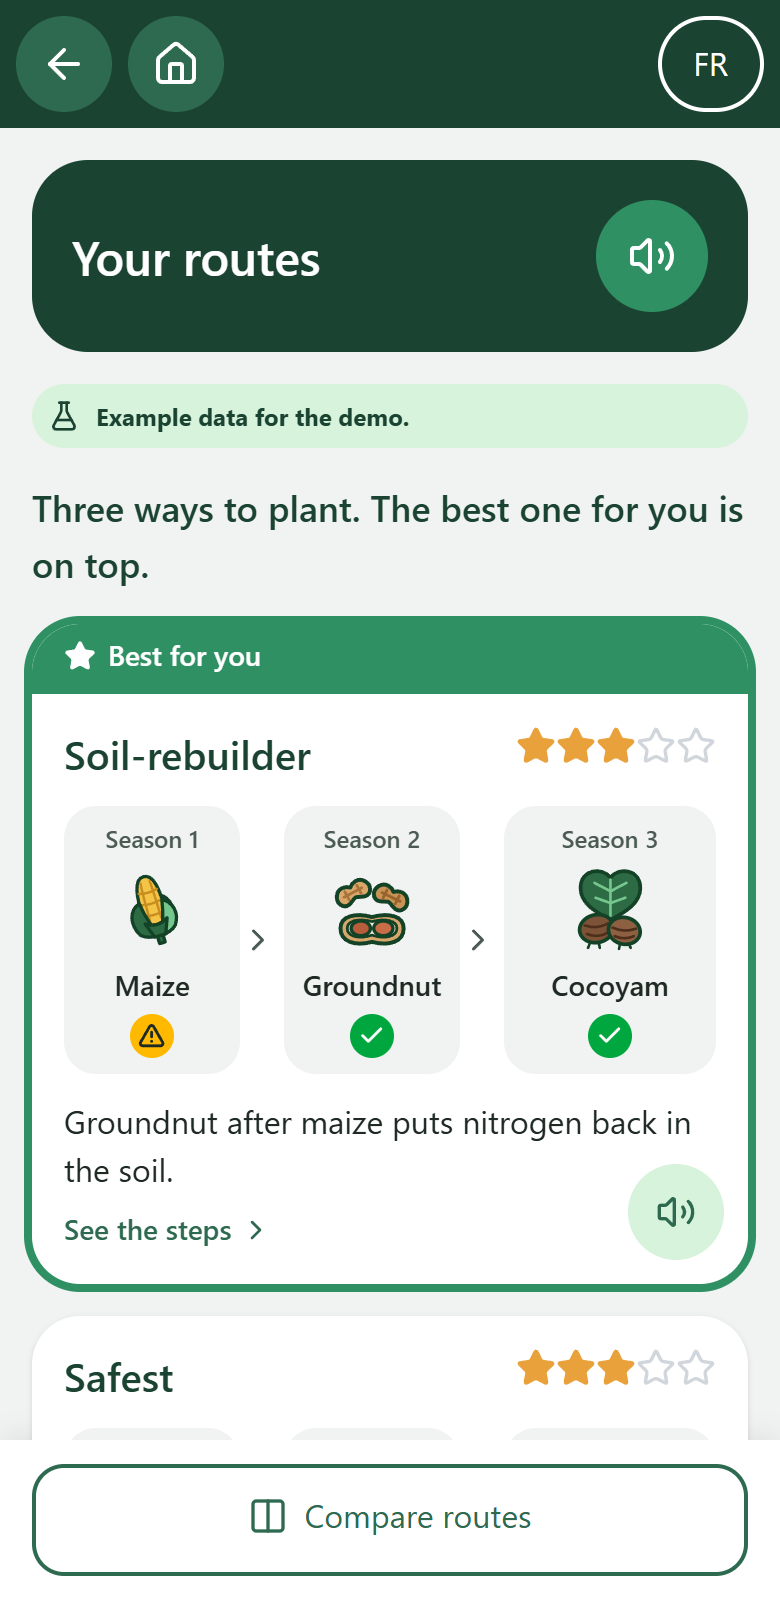 FR
Your routes
Example data for the demo.
Three ways to plant. The best one for you is
on top.
Best for you
Soil-rebuilder
Season 1
Season 2
Season 3
Maize
Groundnut
Cocoyam
Groundnut after maize puts nitrogen back in
the soil.
See the steps
Safest
Compare routes